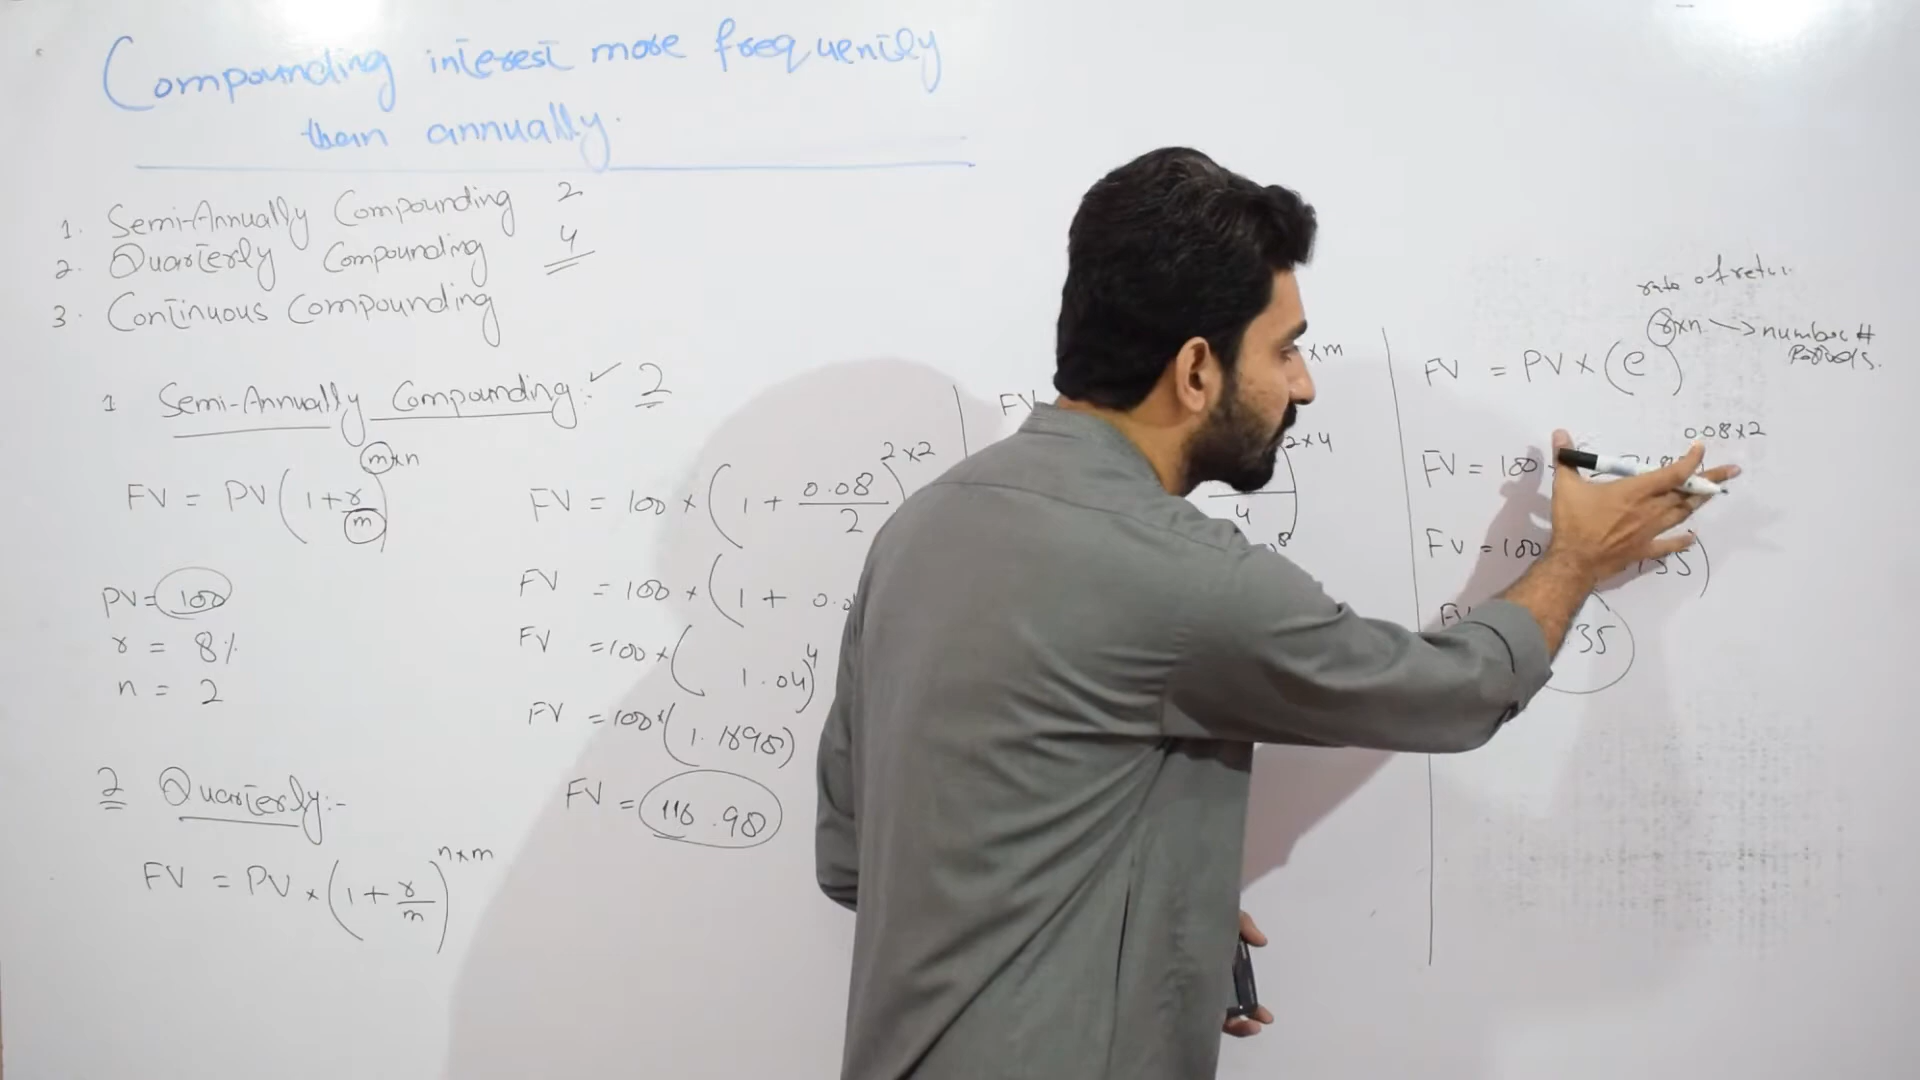 Compounding interest more frequently
than annually.
1. Semi-Annually Compounding 2
2. Quarterly Compounding 4
3. Continuous Compounding
1 Semi-Annually Compounding:- ✓ 2
FV = PV(1+r/m)^m×n
PV = 100
r = 8%
n = 2
2 Quarterly:-
FV = PV × (1 + r/m)^n×m
FV = 100 × (1 + 0.08/2)^2×2
FV = 100 × (1 + 0.0
FV = 100 × (1.04)^4
FV = 100 × (1.1698)
FV = 116.98
FV
×m
2×4
4
8
rate of retur
r×n → number #
Periods.
FV = PV × (e)
0.08×2
FV = 100
FV = 100
35)
FV
.35